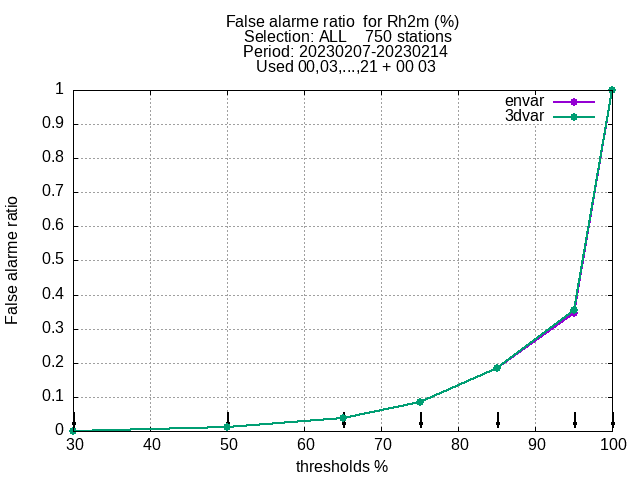 False alarme ratio  for Rh2m (%)
Selection: ALL    750 stations
Period: 20230207-20230214
Used 00,03,...,21 + 00 03
envar
3dvar
False alarme ratio
1
0.9
0.8
0.7
0.6
0.5
0.4
0.3
0.2
0.1
0
30 40 50 60 70 80 90 100
thresholds %